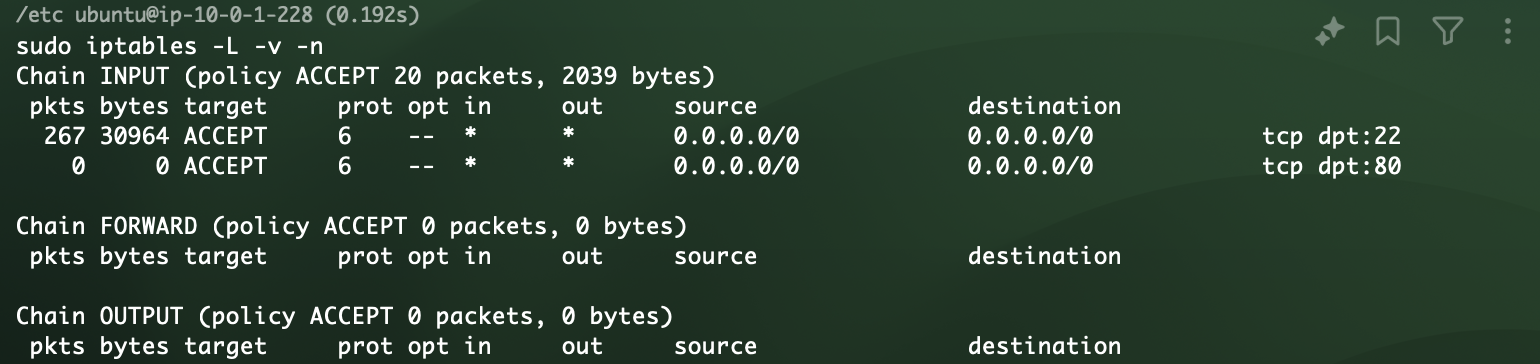 /etc ubuntu@ip-10-0-1-228 (0.192s)
sudo iptables -L -v -n
Chain INPUT (policy ACCEPT 20 packets, 2039 bytes)
 pkts bytes target     prot opt in     out     source               destination
  267 30964 ACCEPT     6    --  *      *       0.0.0.0/0            0.0.0.0/0            tcp dpt:22
    0     0 ACCEPT     6    --  *      *       0.0.0.0/0            0.0.0.0/0            tcp dpt:80

Chain FORWARD (policy ACCEPT 0 packets, 0 bytes)
 pkts bytes target     prot opt in     out     source               destination

Chain OUTPUT (policy ACCEPT 0 packets, 0 bytes)
 pkts bytes target     prot opt in     out     source               destination